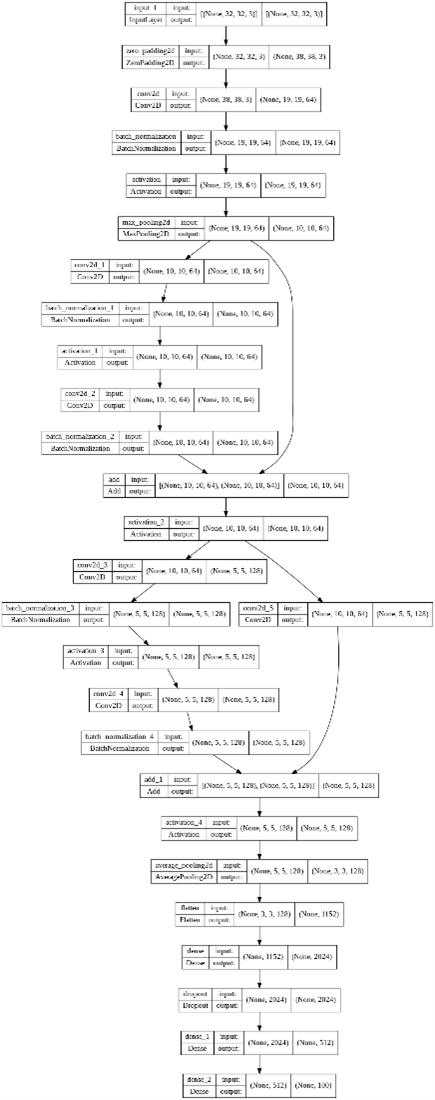 input_1 input: [(None, 32, 32, 3)] [(None, 32, 32, 3)]
InputLayer output:
zero_padding2d input: (None, 32, 32, 3) (None, 38, 38, 3)
ZeroPadding2D output:
conv2d input: (None, 38, 38, 3) (None, 19, 19, 64)
Conv2D output:
batch_normalization input: (None, 19, 19, 64) (None, 19, 19, 64)
BatchNormalization output:
activation input: (None, 19, 19, 64) (None, 19, 19, 64)
Activation output:
max_pooling2d input: (None, 19, 19, 64) (None, 10, 10, 64)
MaxPooling2D output:
conv2d_1 input: (None, 10, 10, 64) (None, 10, 10, 64)
Conv2D output:
batch_normalization_1 input: (None, 10, 10, 64) (None, 10, 10, 64)
BatchNormalization output:
activation_1 input: (None, 10, 10, 64) (None, 10, 10, 64)
Activation output:
conv2d_2 input: (None, 10, 10, 64) (None, 10, 10, 64)
Conv2D output:
batch_normalization_2 input: (None, 10, 10, 64) (None, 10, 10, 64)
BatchNormalization output:
add input: [(None, 10, 10, 64), (None, 10, 10, 64)] (None, 10, 10, 64)
Add output:
activation_2 input: (None, 10, 10, 64) (None, 10, 10, 64)
Activation output:
conv2d_3 input: (None, 10, 10, 64) (None, 5, 5, 128)
Conv2D output:
batch_normalization_3 input: (None, 5, 5, 128) (None, 5, 5, 128)
BatchNormalization output:
conv2d_5 input: (None, 10, 10, 64) (None, 5, 5, 128)
Conv2D output:
activation_3 input: (None, 5, 5, 128) (None, 5, 5, 128)
Activation output:
conv2d_4 input: (None, 5, 5, 128) (None, 5, 5, 128)
Conv2D output:
batch_normalization_4 input: (None, 5, 5, 128) (None, 5, 5, 128)
BatchNormalization output:
add_1 input: [(None, 5, 5, 128), (None, 5, 5, 128)] (None, 5, 5, 128)
Add output:
activation_4 input: (None, 5, 5, 128) (None, 5, 5, 128)
Activation output:
average_pooling2d input: (None, 5, 5, 128) (None, 3, 3, 128)
AveragePooling2D output:
flatten input: (None, 3, 3, 128) (None, 1152)
Flatten output:
dense input: (None, 1152) (None, 2024)
Dense output:
dropout input: (None, 2024) (None, 2024)
Dropout output:
dense_1 input: (None, 2024) (None, 512)
Dense output:
dense_2 input: (None, 512) (None, 100)
Dense output: